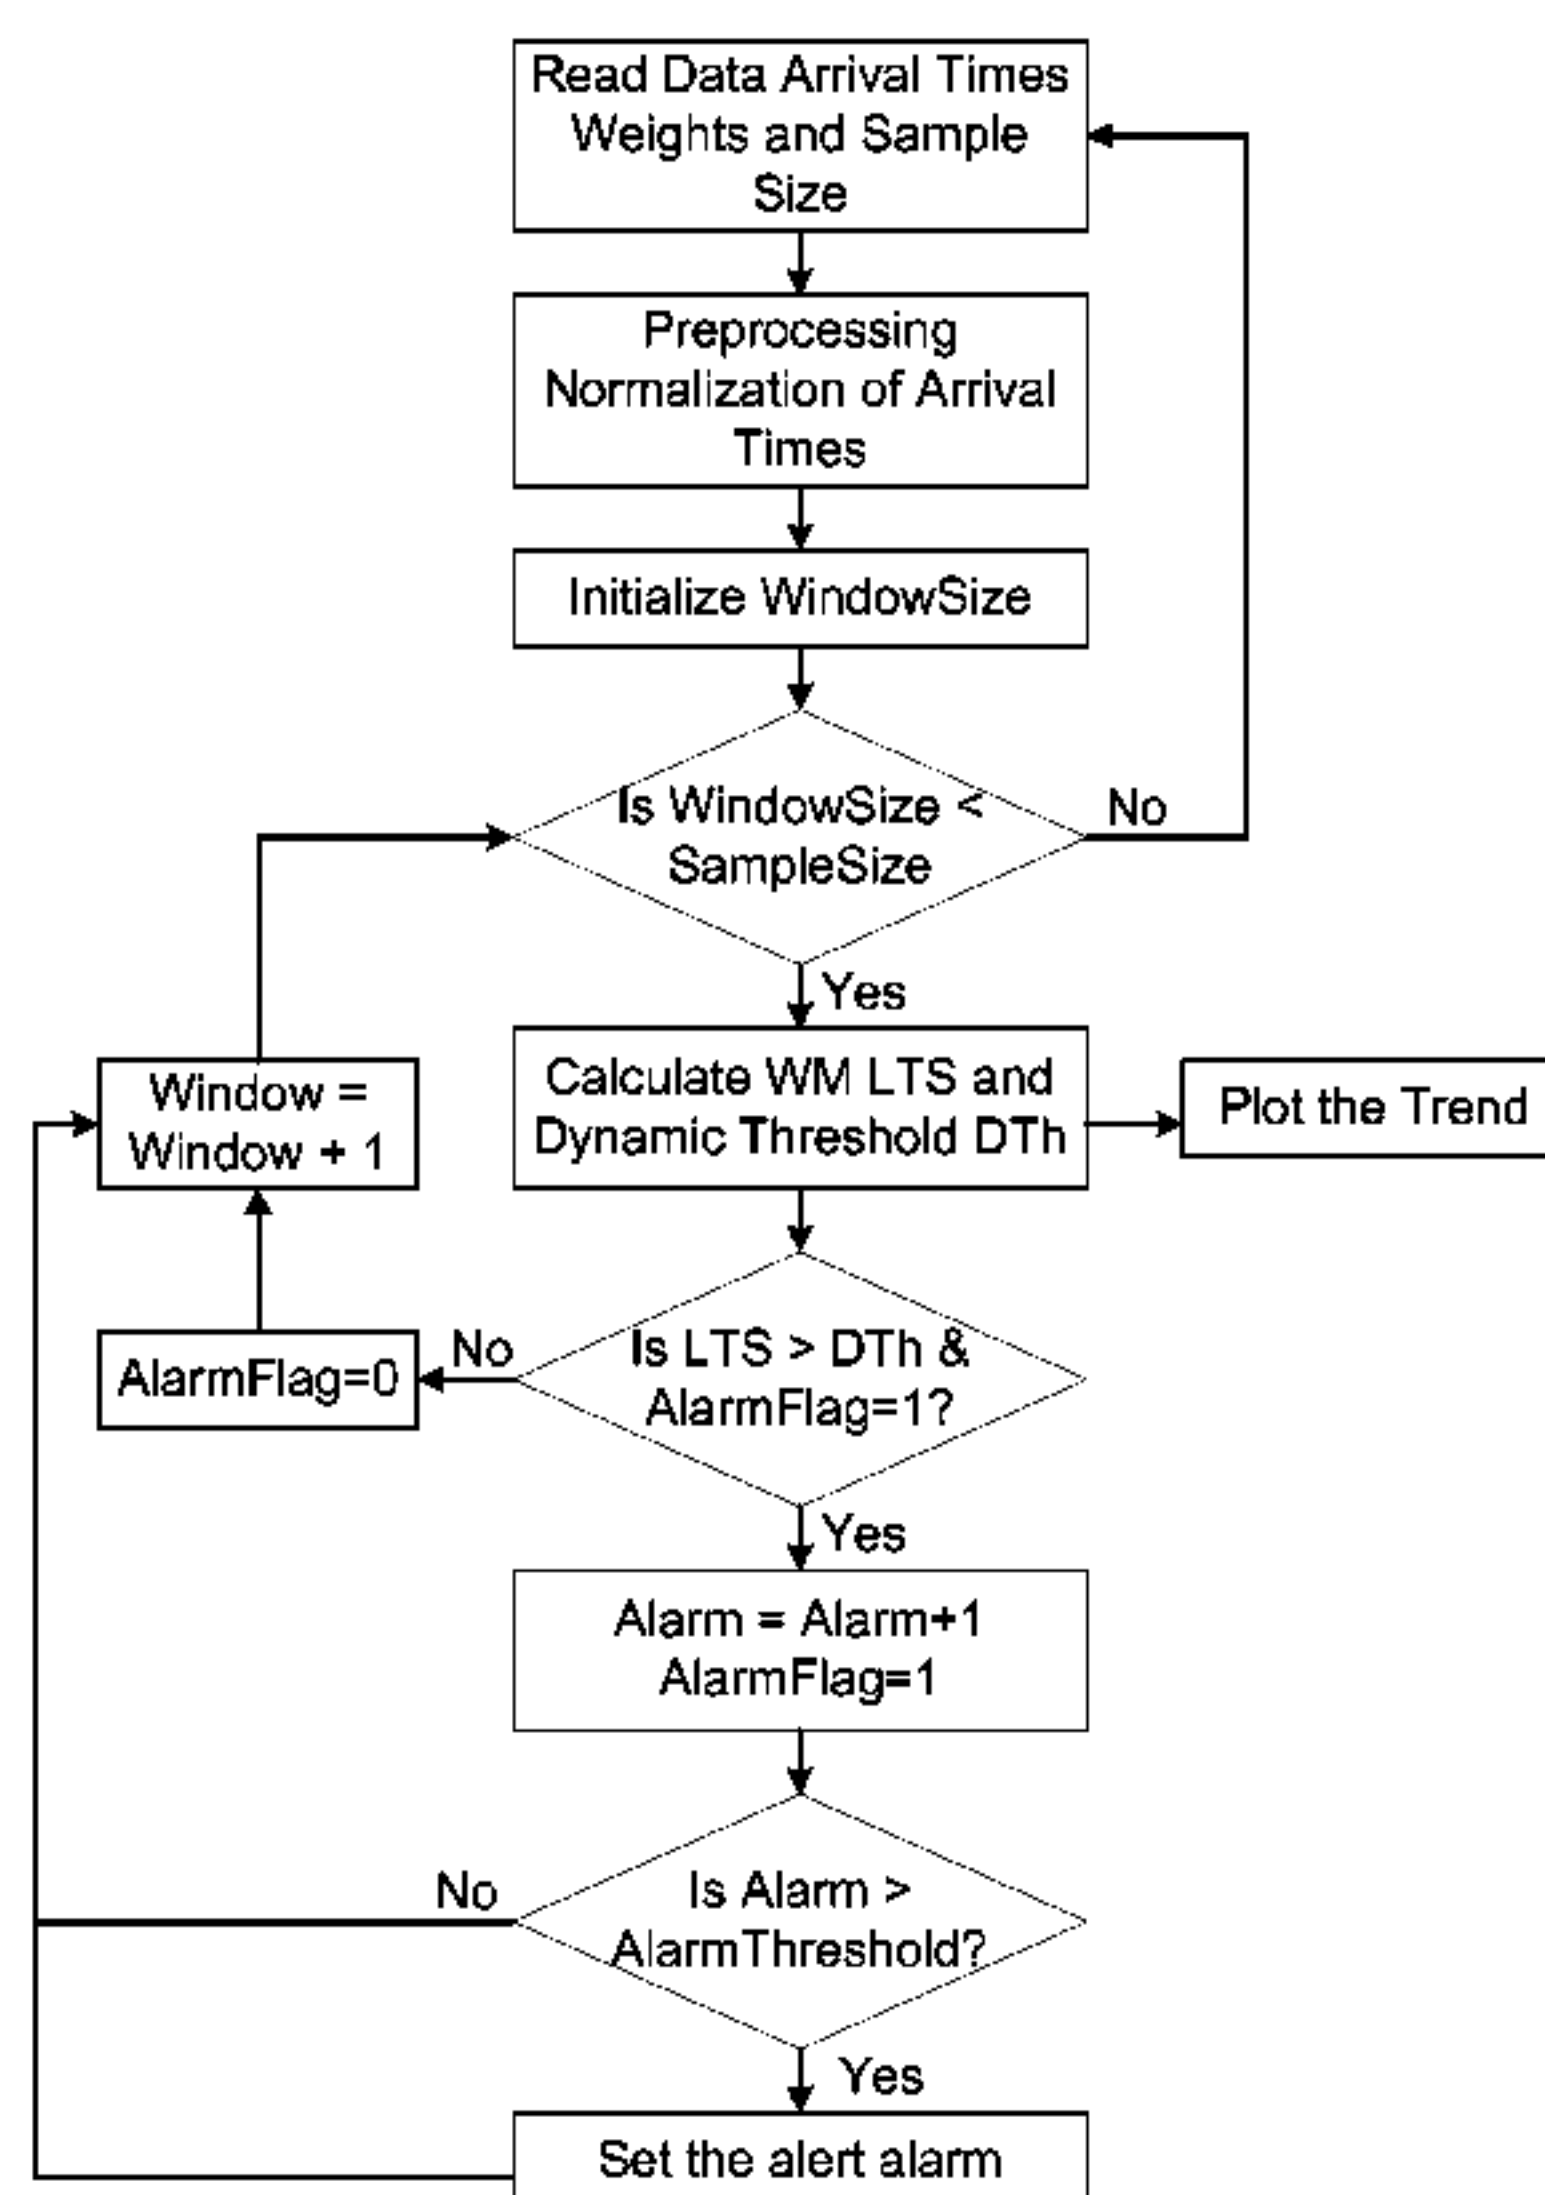 Read Data Arrival Times
Weights and Sample
Size
Preprocessing
Normalization of Arrival
Times
Initialize WindowSize
Is WindowSize <
SampleSize
No
Yes
Window =
Window + 1
Calculate WM LTS and
Dynamic Threshold DTh
Plot the Trend
AlarmFlag=0
No
Is LTS > DTh &
AlarmFlag=1?
Yes
Alarm = Alarm+1
AlarmFlag=1
No
Is Alarm >
AlarmThreshold?
Yes
Set the alert alarm